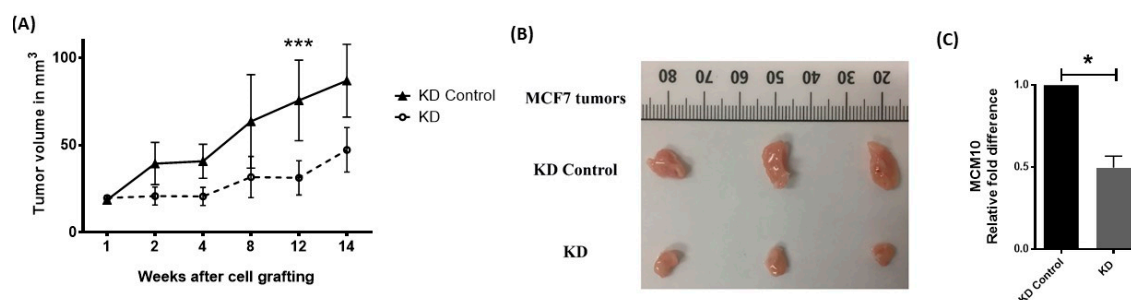 (A)
Tumor volume in mm3
100
50
0
***
1 2 4 8 12 14
Weeks after cell grafting
KD Control
KD
(B)
MCF7 tumors
80 70 60 50 40 30 20
KD Control
KD
(C)
MCM10
Relative fold difference
1.0
0.5
0.0
*
KD Control
KD